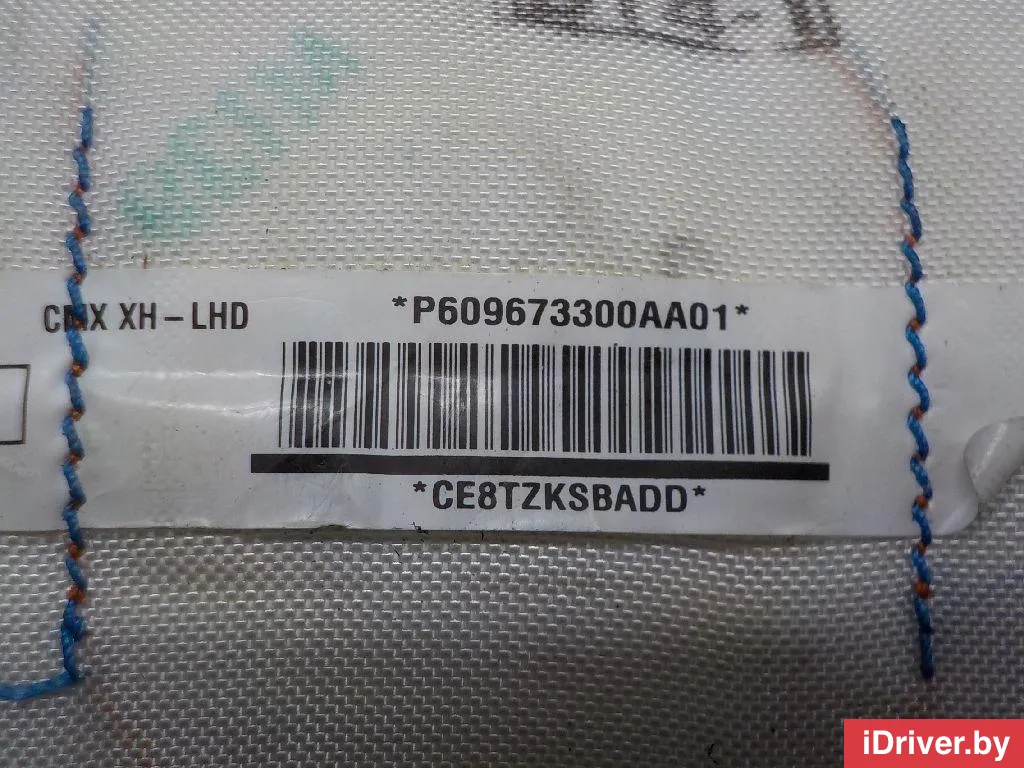 CMX XH – LHD
*P609673300AA01*
*CE8TZKSBADD*
iDriver.by